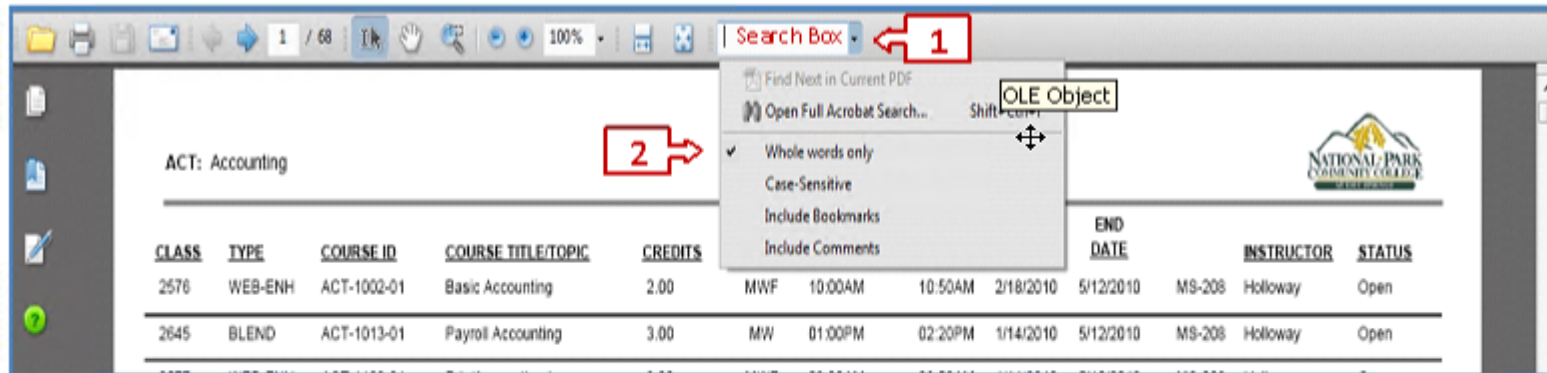 1 / 68 100% Search Box 1
Find Next in Current PDF
OLE Object
Open Full Acrobat Search...
2
Whole words only
Case-Sensitive
Include Bookmarks
Include Comments
ACT: Accounting
NATIONAL PARK
COMMUNITY COLLEGE
CLASS TYPE COURSE ID COURSE TITLE/TOPIC CREDITS END DATE INSTRUCTOR STATUS
2576 WEB-ENH ACT-1002-01 Basic Accounting 2.00 MWF 10:00AM 10:50AM 2/18/2010 5/12/2010 MS-208 Holloway Open
2645 BLEND ACT-1013-01 Payroll Accounting 3.00 MW 01:00PM 02:20PM 1/14/2010 5/12/2010 MS-208 Holloway Open